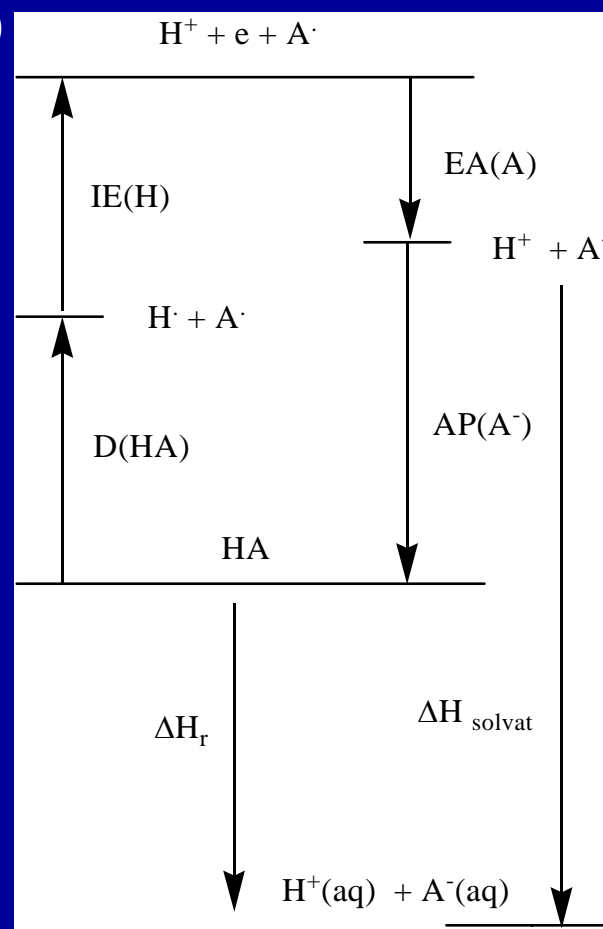 )
H⁺ + e + A·
EA(A)
IE(H)
H⁺ + A
H· + A·
AP(A⁻)
D(HA)
HA
ΔHᵣ
ΔH solvat
H⁺(aq) + A⁻(aq)